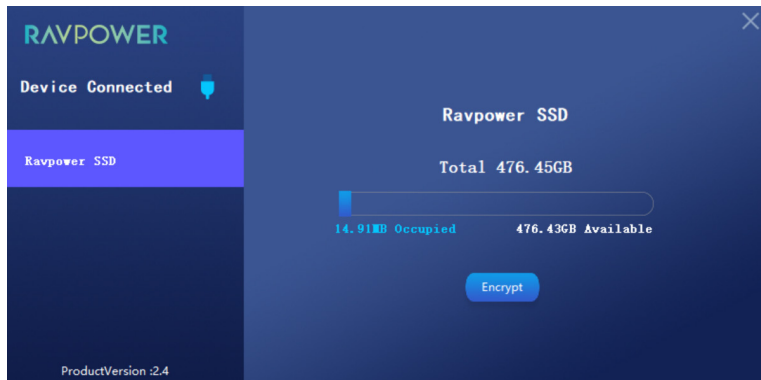 RAVPOWER
Device Connected
Ravpower SSD
Ravpower SSD
Total 476.45GB
14.91MB Occupied 476.43GB Available
Encrypt
ProductVersion :2.4